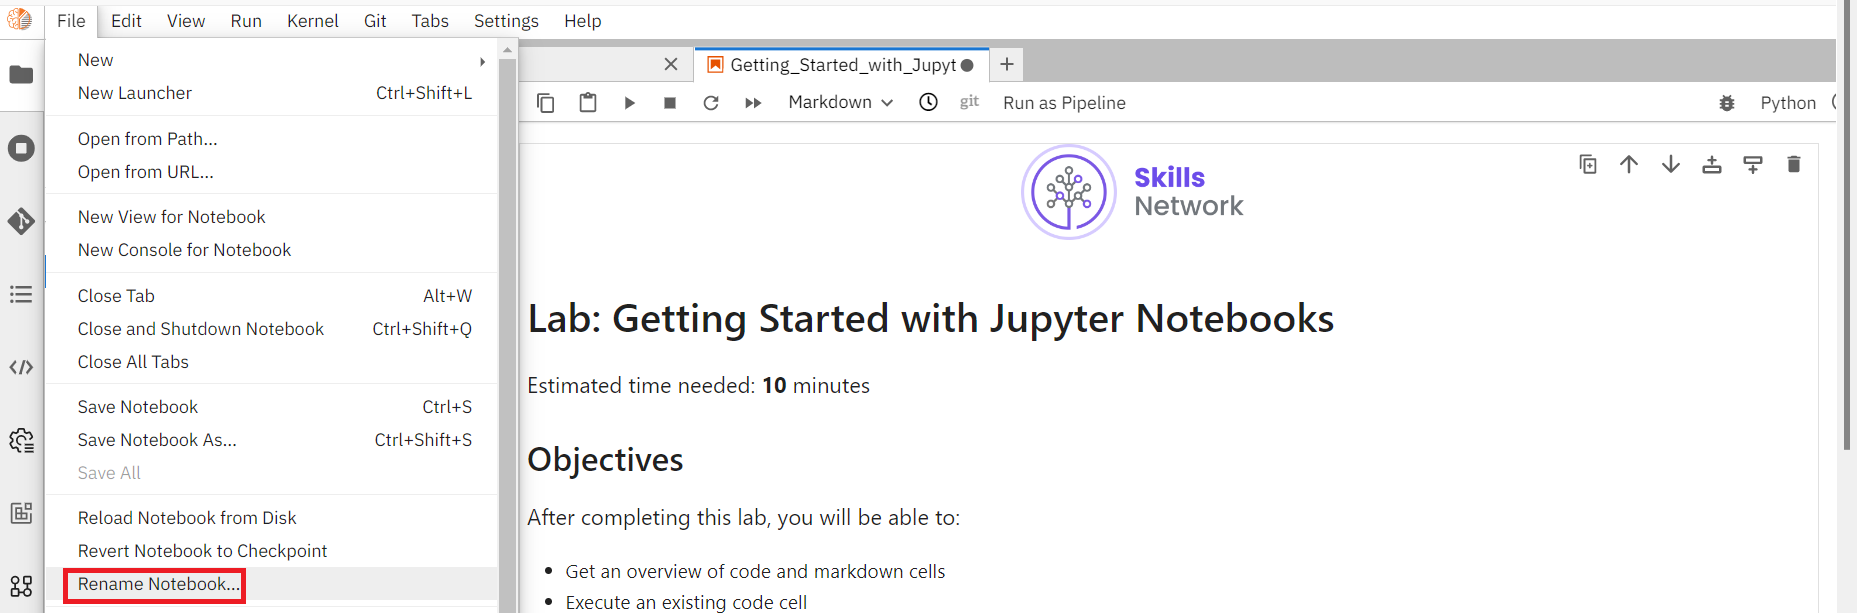 File Edit View Run Kernel Git Tabs Settings Help
New
New Launcher Ctrl+Shift+L
Open from Path...
Open from URL...
New View for Notebook
New Console for Notebook
Close Tab Alt+W
Close and Shutdown Notebook Ctrl+Shift+Q
Close All Tabs
Save Notebook Ctrl+S
Save Notebook As... Ctrl+Shift+S
Save All
Reload Notebook from Disk
Revert Notebook to Checkpoint
Rename Notebook...
Getting_Started_with_Jupyt
Markdown git Run as Pipeline Python
Skills
Network
Lab: Getting Started with Jupyter Notebooks
Estimated time needed: 10 minutes
Objectives
After completing this lab, you will be able to:
• Get an overview of code and markdown cells
• Execute an existing code cell